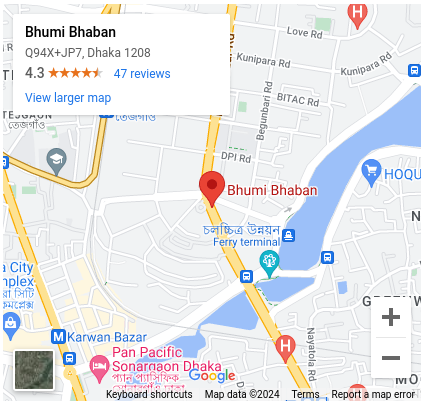 Bhumi Bhaban
Q94X+JP7, Dhaka 1208
4.3
47 reviews
View larger map
Love Rd
Kunipara Rd
Kunipara Rd
BITAC Rd
Begunbari Rd
তেজগাঁও
DPI Rd
HOQU
Bhumi Bhaban
চলচ্চিত্র উন্নয়ন
Ferry terminal
a City
mplex
রা সিটি
মপ্লেক্স
GREEN
W
M Karwan Bazar
Navatola Rd
Pan Pacific
Sonargaon Dhaka
প্যান প্যাসিফিক
MO
+
−
H
H
Google
Keyboard shortcuts
Map data ©2024
Terms
Report a map error